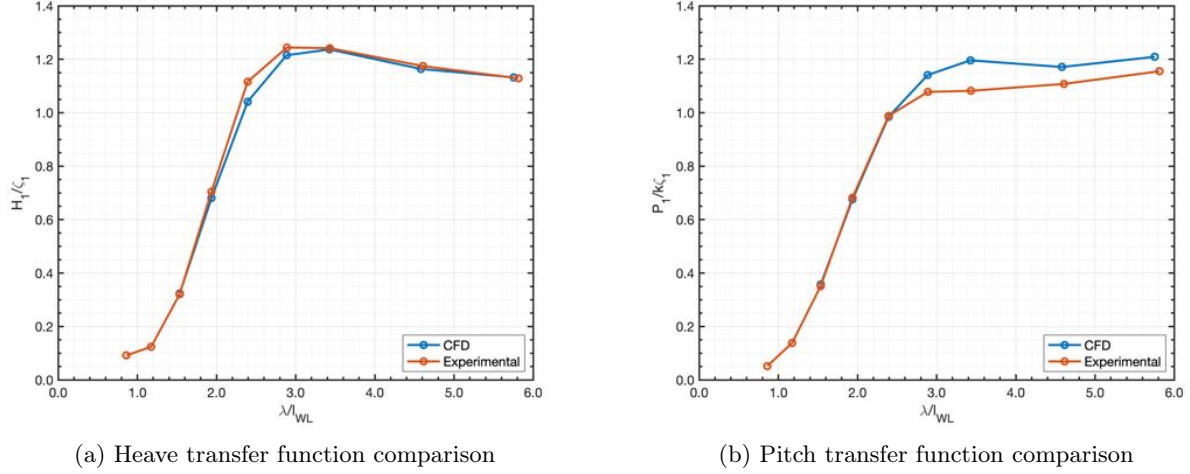 1.4
1.2
1.0
0.8
0.6
0.4
0.2
0.0
H₁/ζ₁
0.0 1.0 2.0 3.0 4.0 5.0 6.0
λ/l_WL
CFD
Experimental
(a) Heave transfer function comparison
1.4
1.2
1.0
0.8
0.6
0.4
0.2
0.0
P₁/kζ₁
0.0 1.0 2.0 3.0 4.0 5.0 6.0
λ/l_WL
CFD
Experimental
(b) Pitch transfer function comparison